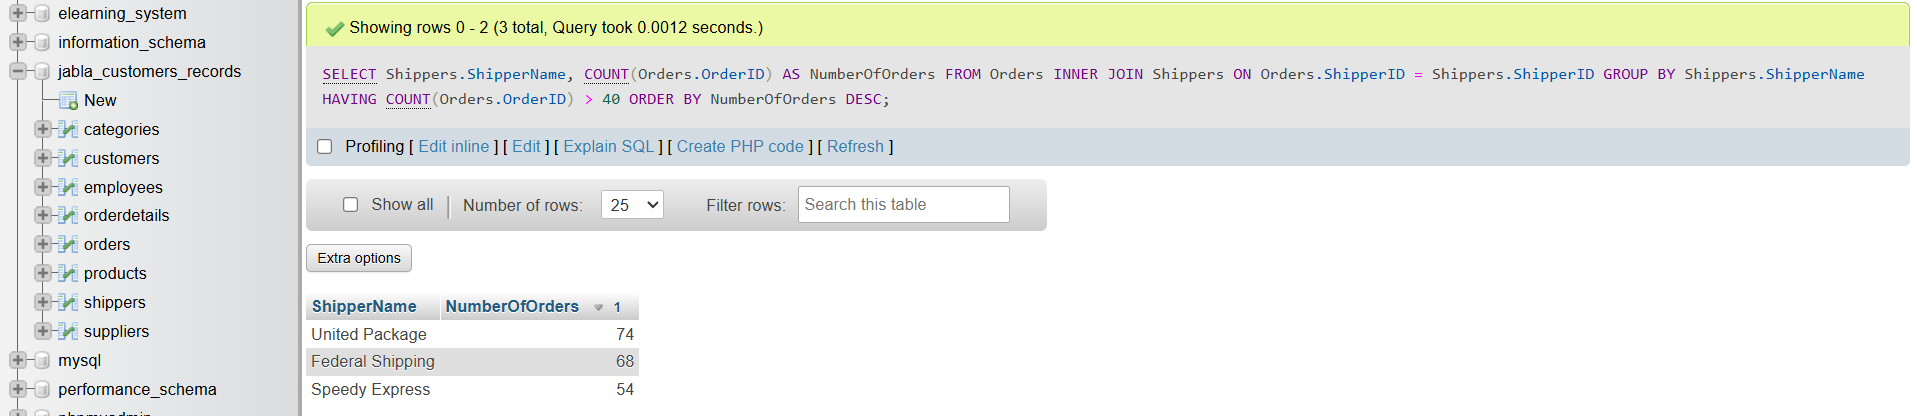 elearning_system
information_schema
jabla_customers_records
New
categories
customers
employees
orderdetails
orders
products
shippers
suppliers
mysql
performance_schema
Showing rows 0 - 2 (3 total, Query took 0.0012 seconds.)
SELECT Shippers.ShipperName, COUNT(Orders.OrderID) AS NumberOfOrders FROM Orders INNER JOIN Shippers ON Orders.ShipperID = Shippers.ShipperID GROUP BY Shippers.ShipperName
HAVING COUNT(Orders.OrderID) > 40 ORDER BY NumberOfOrders DESC;
Profiling [ Edit inline ] [ Edit ] [ Explain SQL ] [ Create PHP code ] [ Refresh ]
Show all Number of rows: 25 Filter rows: Search this table
Extra options
ShipperName NumberOfOrders 1
United Package 74
Federal Shipping 68
Speedy Express 54